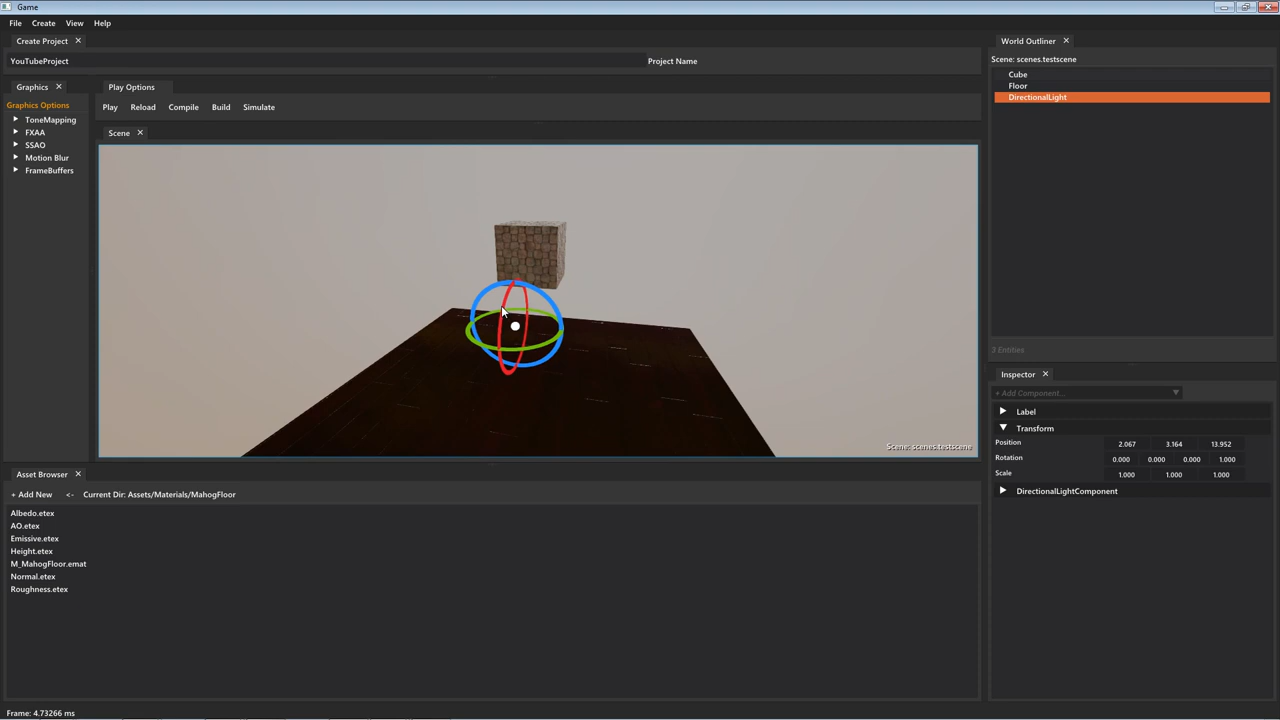 Game
File Create View Help
Create Project
YouTubeProject Project Name
Graphics
Graphics Options
ToneMapping
FXAA
SSAO
Motion Blur
FrameBuffers
Play Options
Play Reload Compile Build Simulate
Scene
Scene: scenes.testscene
World Outliner
Scene: scenes.testscene
Cube
Floor
DirectionalLight
3 Entities
Inspector
+ Add Component...
Label
Transform
Position 2.067 3.164 13.952
Rotation 0.000 0.000 0.000 1.000
Scale 1.000 1.000 1.000
DirectionalLightComponent
Asset Browser
+ Add New <- Current Dir: Assets/Materials/MahogFloor
Albedo.etex
AO.etex
Emissive.etex
Height.etex
M_MahogFloor.emat
Normal.etex
Roughness.etex
Frame: 4.73266 ms